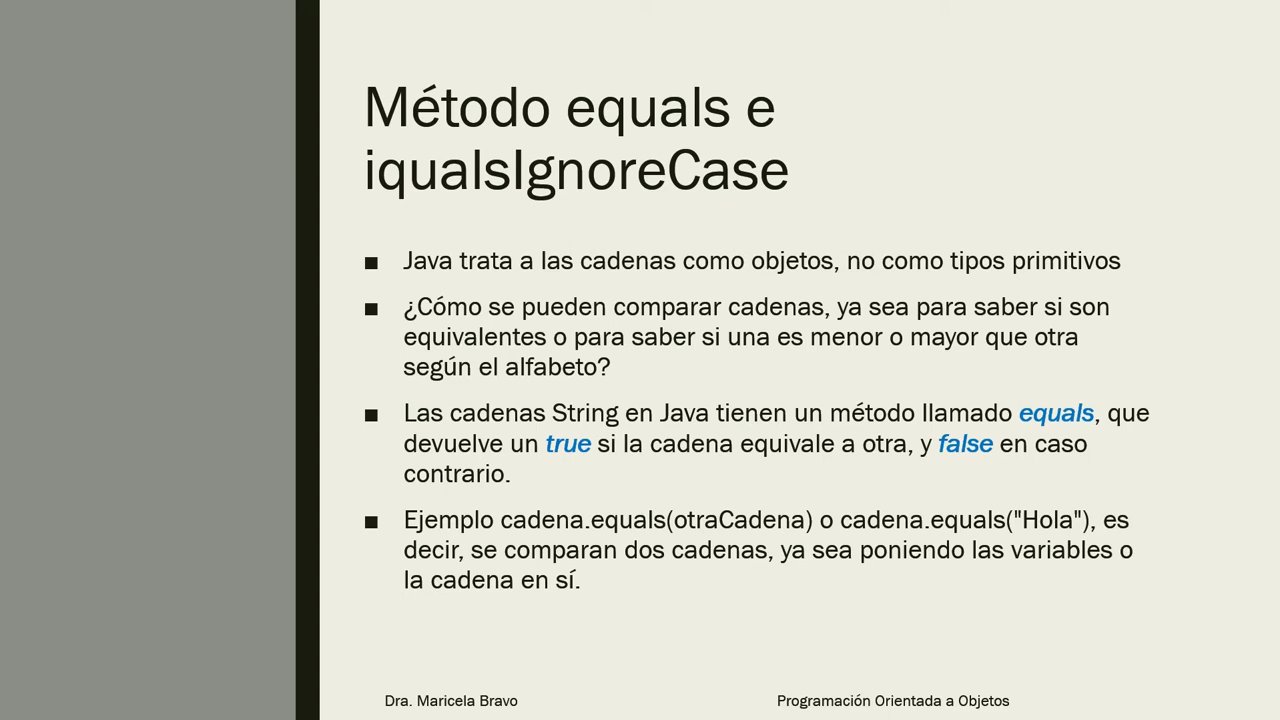 Método equals e
iqualsIgnoreCase
■ Java trata a las cadenas como objetos, no como tipos primitivos
■ ¿Cómo se pueden comparar cadenas, ya sea para saber si son
equivalentes o para saber si una es menor o mayor que otra
según el alfabeto?
■ Las cadenas String en Java tienen un método llamado equals, que
devuelve un true si la cadena equivale a otra, y false en caso
contrario.
■ Ejemplo cadena.equals(otraCadena) o cadena.equals("Hola"), es
decir, se comparan dos cadenas, ya sea poniendo las variables o
la cadena en sí.
Dra. Maricela Bravo
Programación Orientada a Objetos